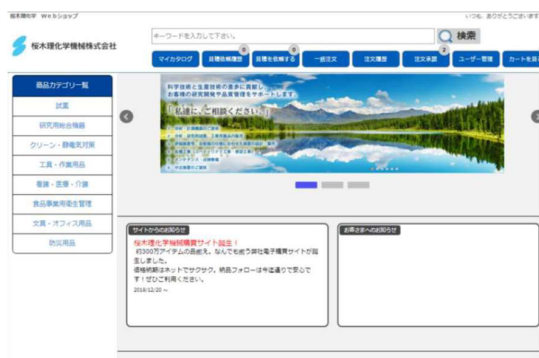 桜木理化学 Webショップ
いつも、ありがとうございます
桜木理化学機械株式会社
キーワードを入力して下さい。
検索
マイカタログ
見積依頼履歴
見積を依頼する
一括注文
注文履歴
注文承認
ユーザー管理
カートを見
商品カテゴリ一覧
試薬
研究用総合機器
クリーン・静電気対策
工具・作業用品
看護・医療・介護
食品事業用衛生管理
文具・オフィス用品
防災用品
科学技術と生産技術の進歩に貢献し、
お客様の研究開発や品質管理をサポートします
「私達に、ご相談ください。」
サイトからのお知らせ
桜木理化学機械購買サイト誕生！
約300万アイテムの品揃え。なんでも揃う弊社電子購買サイトが誕
生しました。
価格納期はネットでサクサク。納品フォローは今迄通りで安心で
す！ぜひご利用ください。
2016/12/20 ～
お客さまへのお知らせ